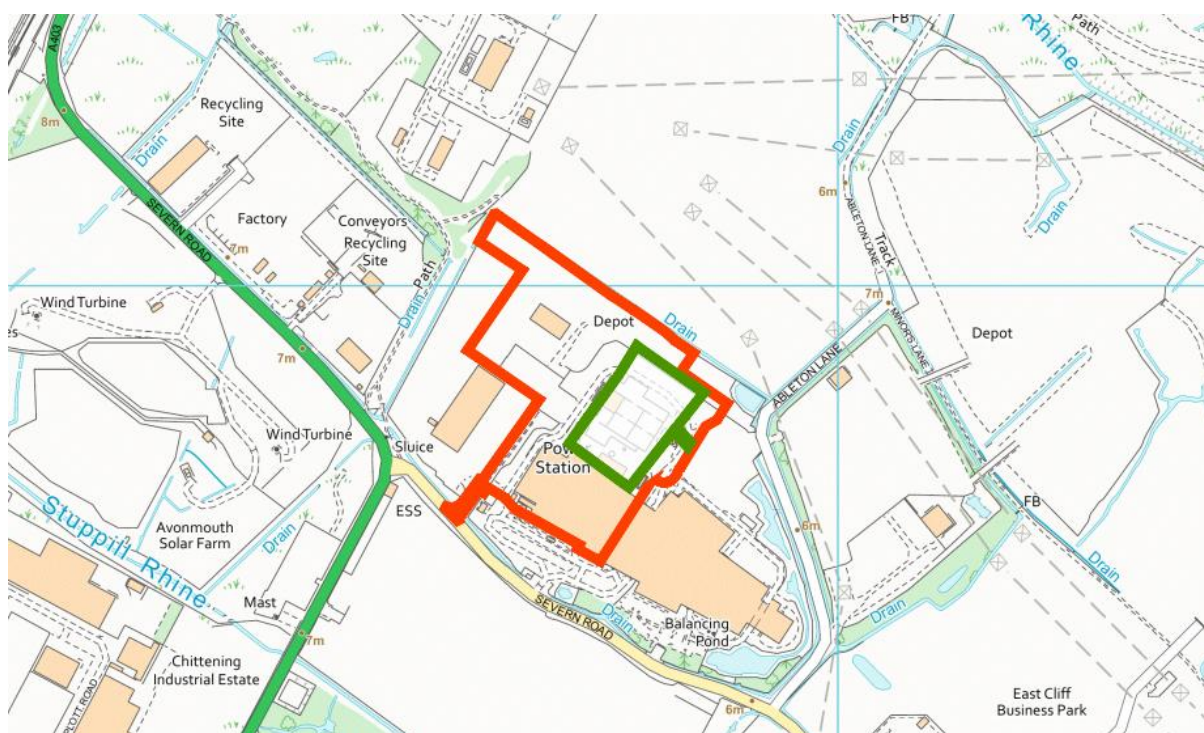 A403
8m
Drain
Recycling
Site
FB
Rhine
Path
Drain
6m
SEVERN ROAD
Factory
7m
Conveyors
Recycling
Site
Path
Drain
ABLETON LANE
Track
Drain
7m
MINOR'S LANE
Depot
Wind Turbine
es
7m
Depot
Drain
ABLETON LANE
Wind Turbine
Sluice
Station
ESS
FB
6m
Drain
Stuppill Rhine
Avonmouth
Solar Farm
Drain
Mast
7m
SEVERN ROAD
Drain
Balancing
Pond
Drain
Chittening
Industrial Estate
6m
East Cliff
Business Park